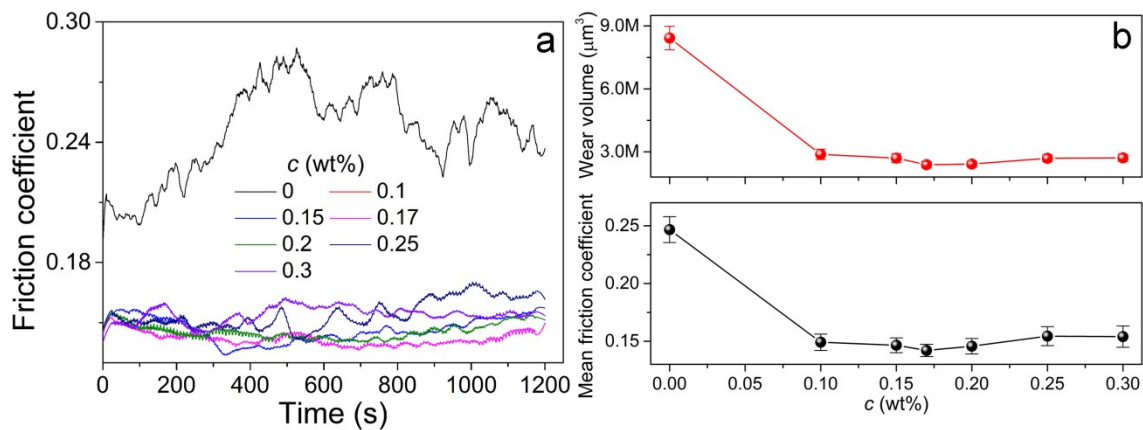 a
0.30
0.24
0.18
Friction coefficient
c (wt%)
0 0.1
0.15 0.17
0.2 0.25
0.3
0 200 400 600 800 1000 1200
Time (s)
b
Wear volume (μm³)
9.0M
6.0M
3.0M
Mean friction coefficient
0.25
0.20
0.15
0.00 0.05 0.10 0.15 0.20 0.25 0.30
c (wt%)